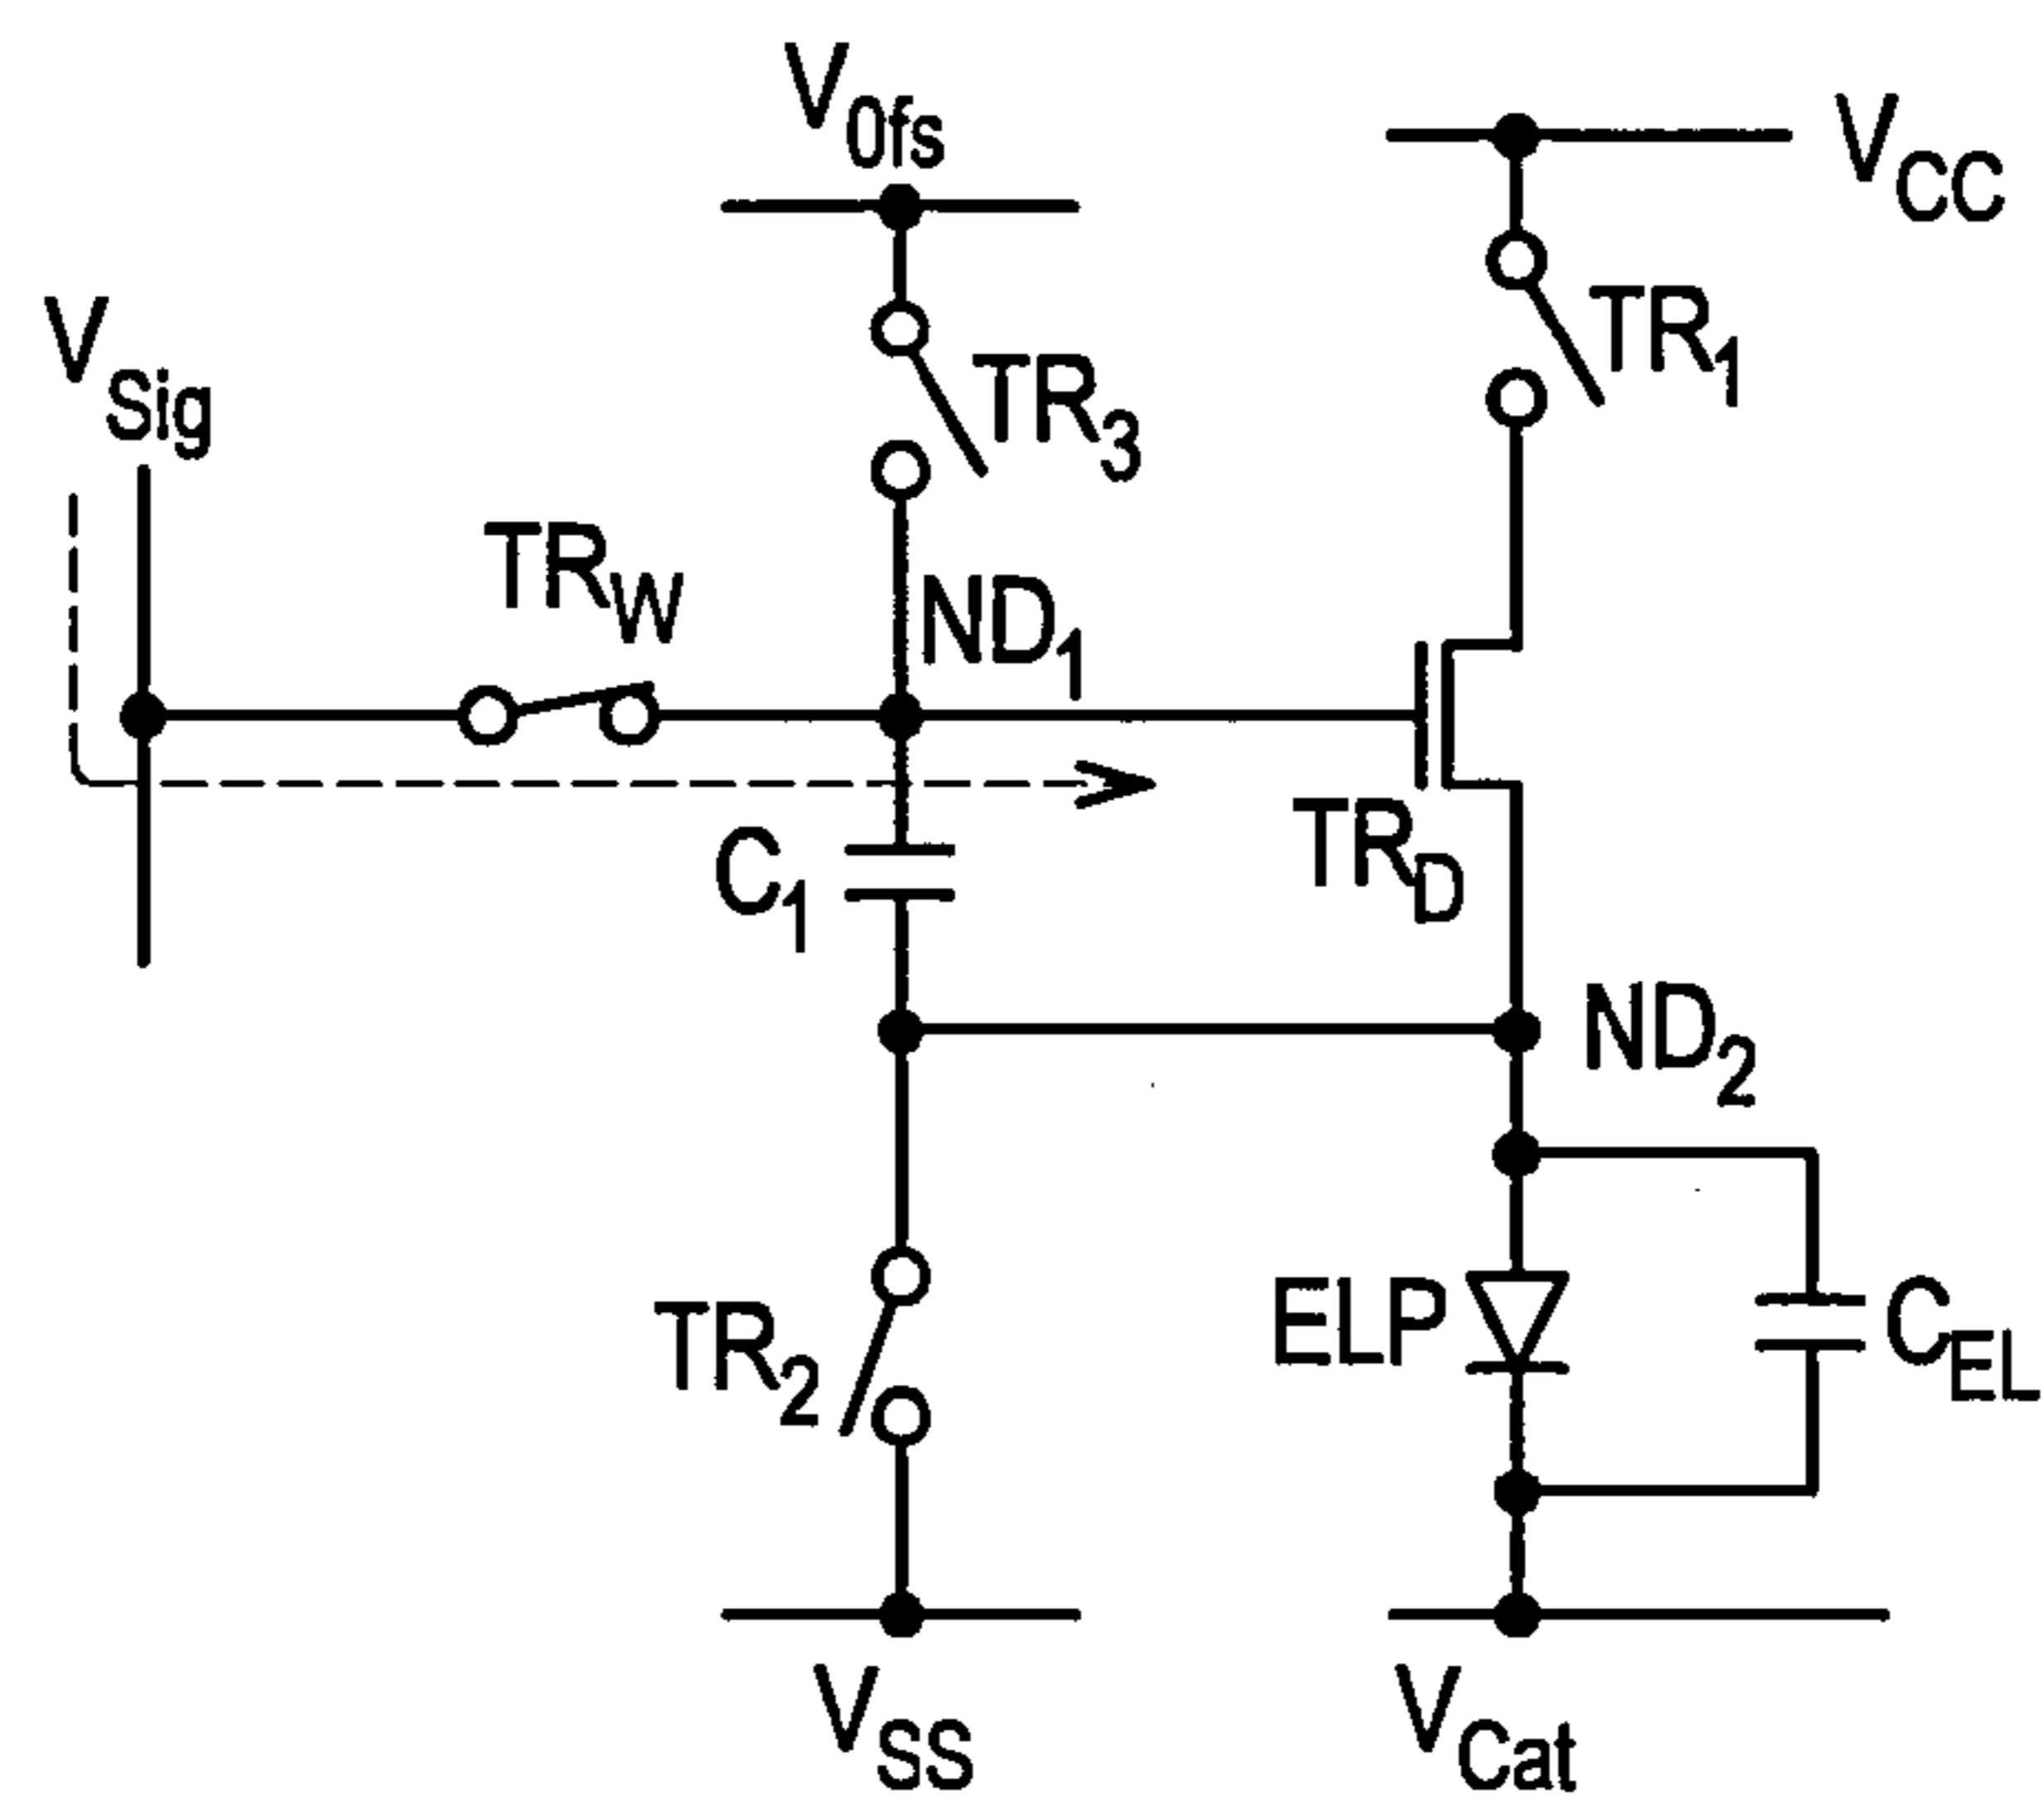 V0fs
VCC
VSig
TR1
TR3
TRW
ND1
C1
TRD
ND2
TR2
ELP
CEL
VSS
VCat